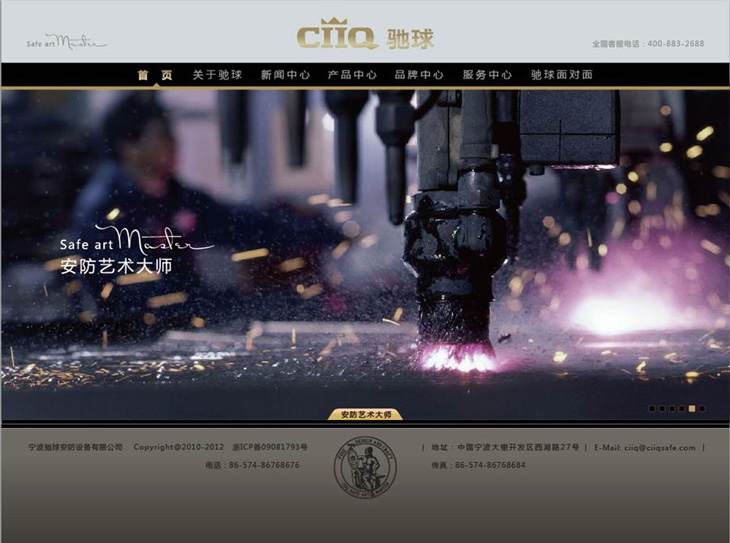 Safe art Master
CIIQ 驰球
全国客服电话：400-883-2688
首 页 关于驰球 新闻中心 产品中心 品牌中心 服务中心 驰球面对面
Safe art Master
安防艺术大师
安防艺术大师
宁波驰球安防设备有限公司 Copyright@2010-2012 浙ICP备09081793号
| 地址：中国宁波大榭开发区西湖路27号 | E-Mail: ciiq@ciiqsafe.com |
电话：86-574-86768676
传真：86-574-86768684